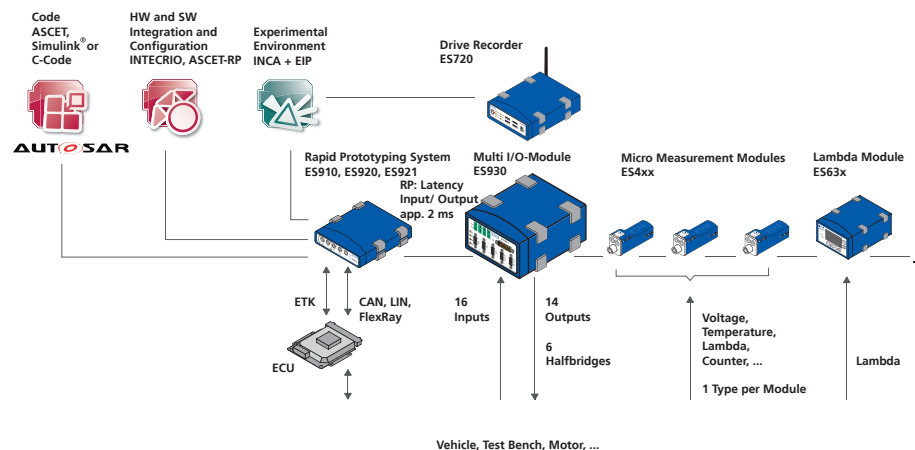 Code
ASCET,
Simulink® or
C-Code
HW and SW
Integration and
Configuration
INTECRIO, ASCET-RP
Experimental
Environment
INCA + EIP
Drive Recorder
ES720
AUTOSAR
Rapid Prototyping System
ES910, ES920, ES921
RP: Latency
Input/ Output
app. 2 ms
Multi I/O-Module
ES930
Micro Measurement Modules
ES4xx
Lambda Module
ES63x
ETK
CAN, LIN,
FlexRay
ECU
16
Inputs
14
Outputs
6
Halfbridges
Voltage,
Temperature,
Lambda,
Counter, ...
1 Type per Module
Lambda
Vehicle, Test Bench, Motor, ...